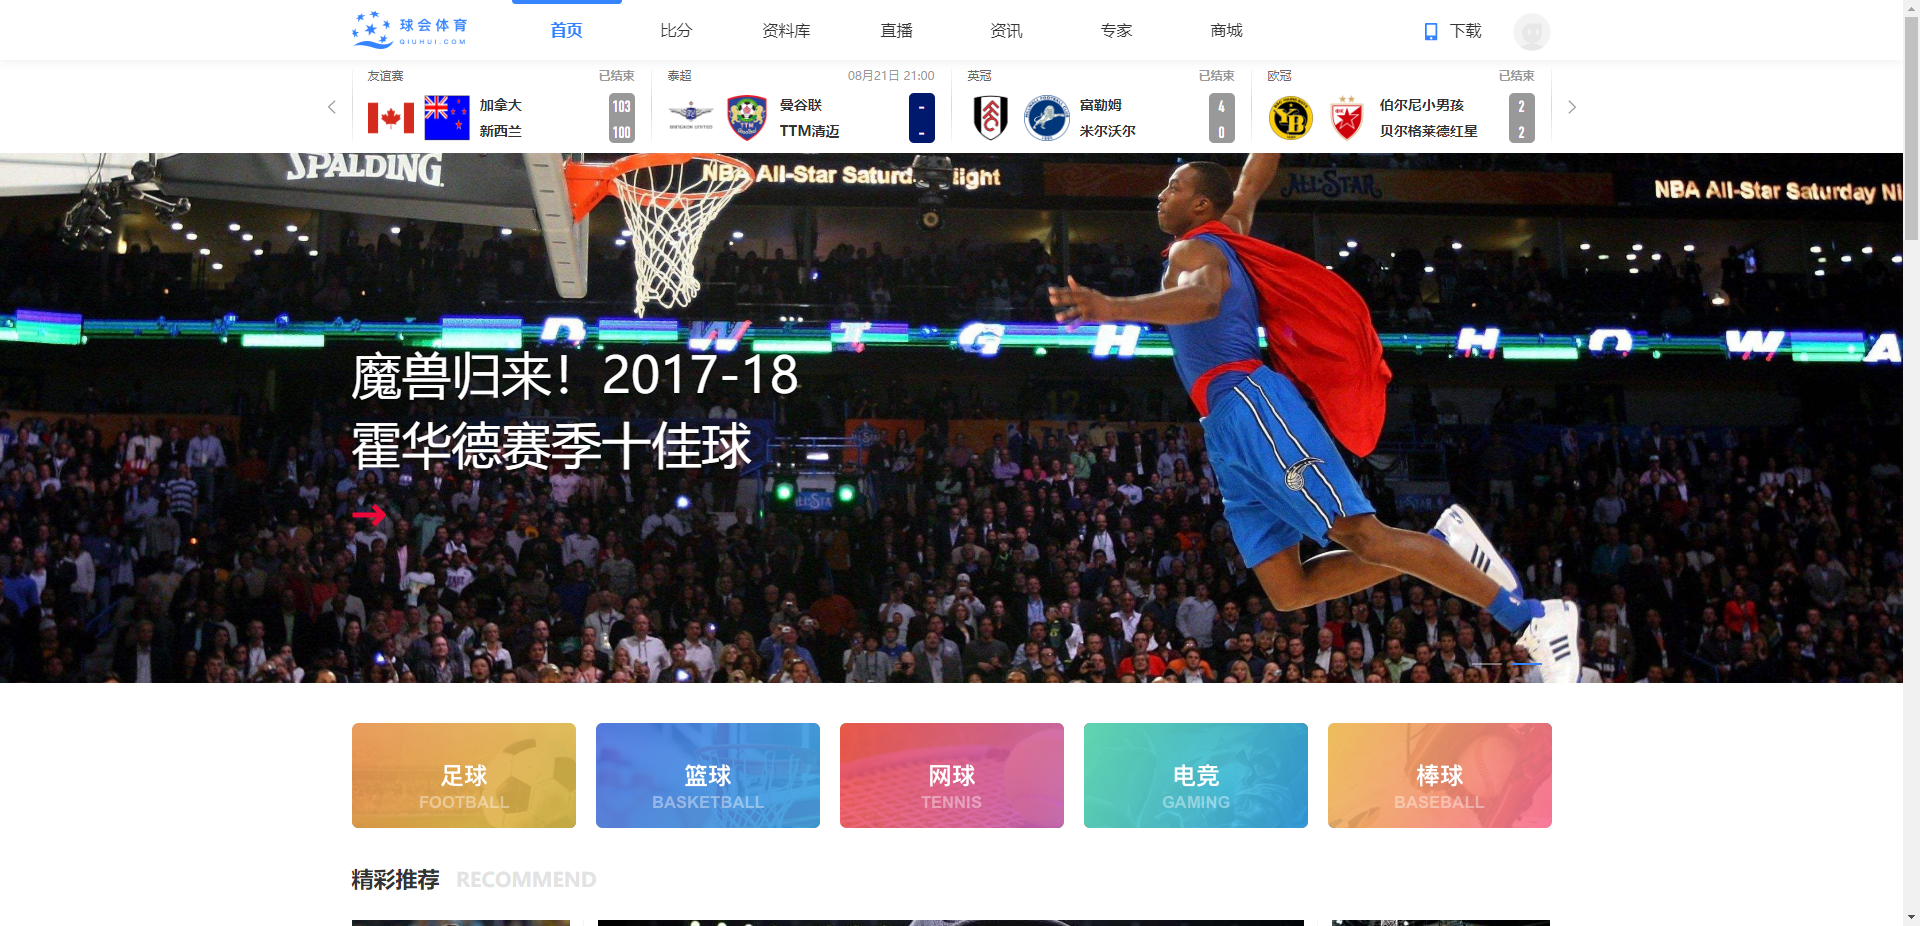 球会体育
QIUHUI.COM
首页
比分
资料库
直播
资讯
专家
商城
下载
友谊赛
已结束
加拿大
103
新西兰
100
泰超
08月21日 21:00
曼谷联
-
TTM清迈
-
英冠
已结束
富勒姆
4
米尔沃尔
0
欧冠
已结束
伯尔尼小男孩
2
贝尔格莱德红星
2
SPALDING
NBA All-Star Saturd
ight
ALL-STAR
NBA All-Star Saturday Ni
D W I G H T
H O W A
魔兽归来！2017-18
霍华德赛季十佳球
足球
FOOTBALL
篮球
BASKETBALL
网球
TENNIS
电竞
GAMING
棒球
BASEBALL
精彩推荐
RECOMMEND